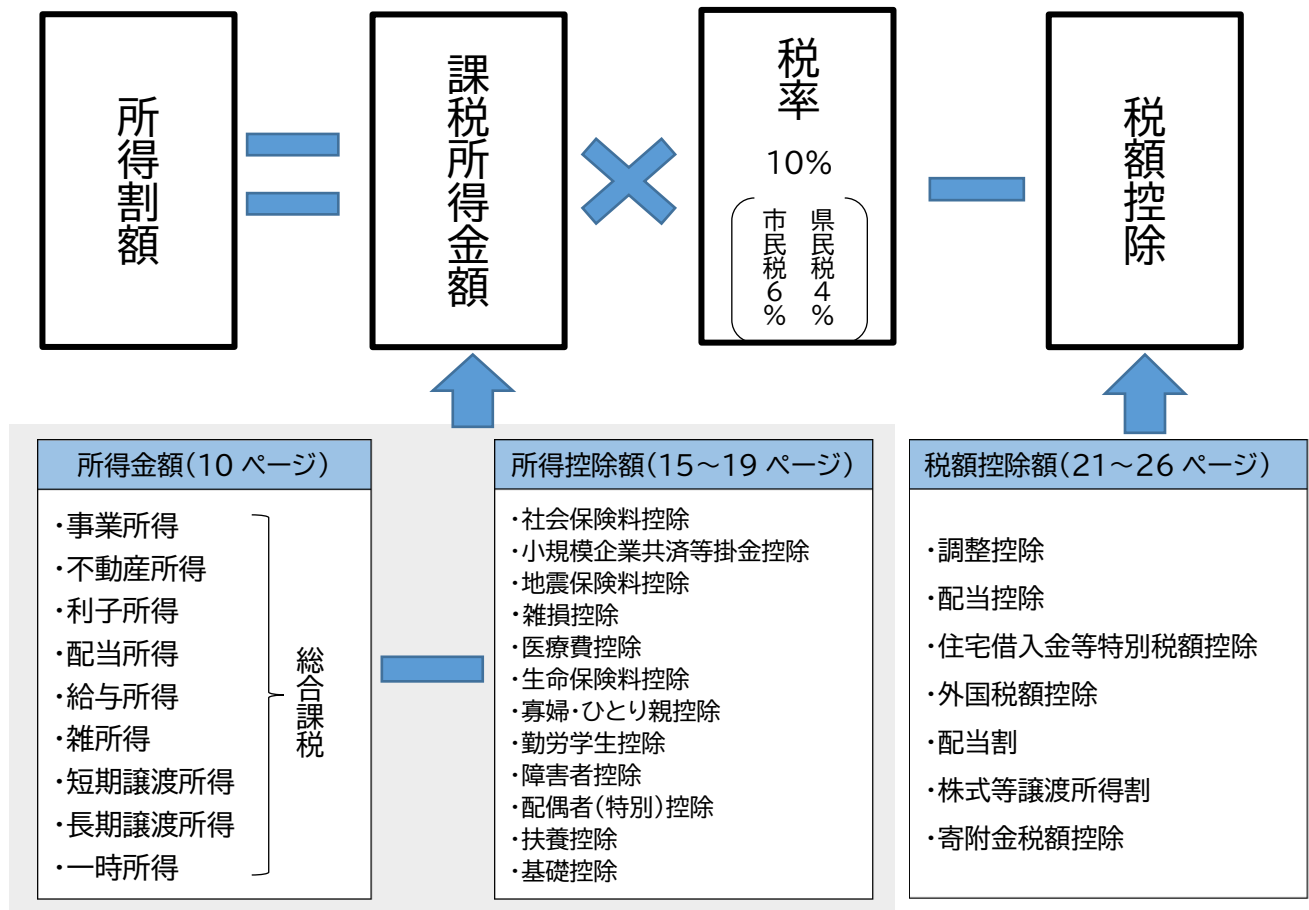 所得割額
課税所得金額
税率
10%
県民税4%
市民税6%
税額控除
所得金額(10 ページ)
・事業所得
・不動産所得
・利子所得
・配当所得
・給与所得
・雑所得
・短期譲渡所得
・長期譲渡所得
・一時所得
総合課税
所得控除額(15~19 ページ)
・社会保険料控除
・小規模企業共済等掛金控除
・地震保険料控除
・雑損控除
・医療費控除
・生命保険料控除
・寡婦・ひとり親控除
・勤労学生控除
・障害者控除
・配偶者(特別)控除
・扶養控除
・基礎控除
税額控除額(21~26 ページ)
・調整控除
・配当控除
・住宅借入金等特別税額控除
・外国税額控除
・配当割
・株式等譲渡所得割
・寄附金税額控除